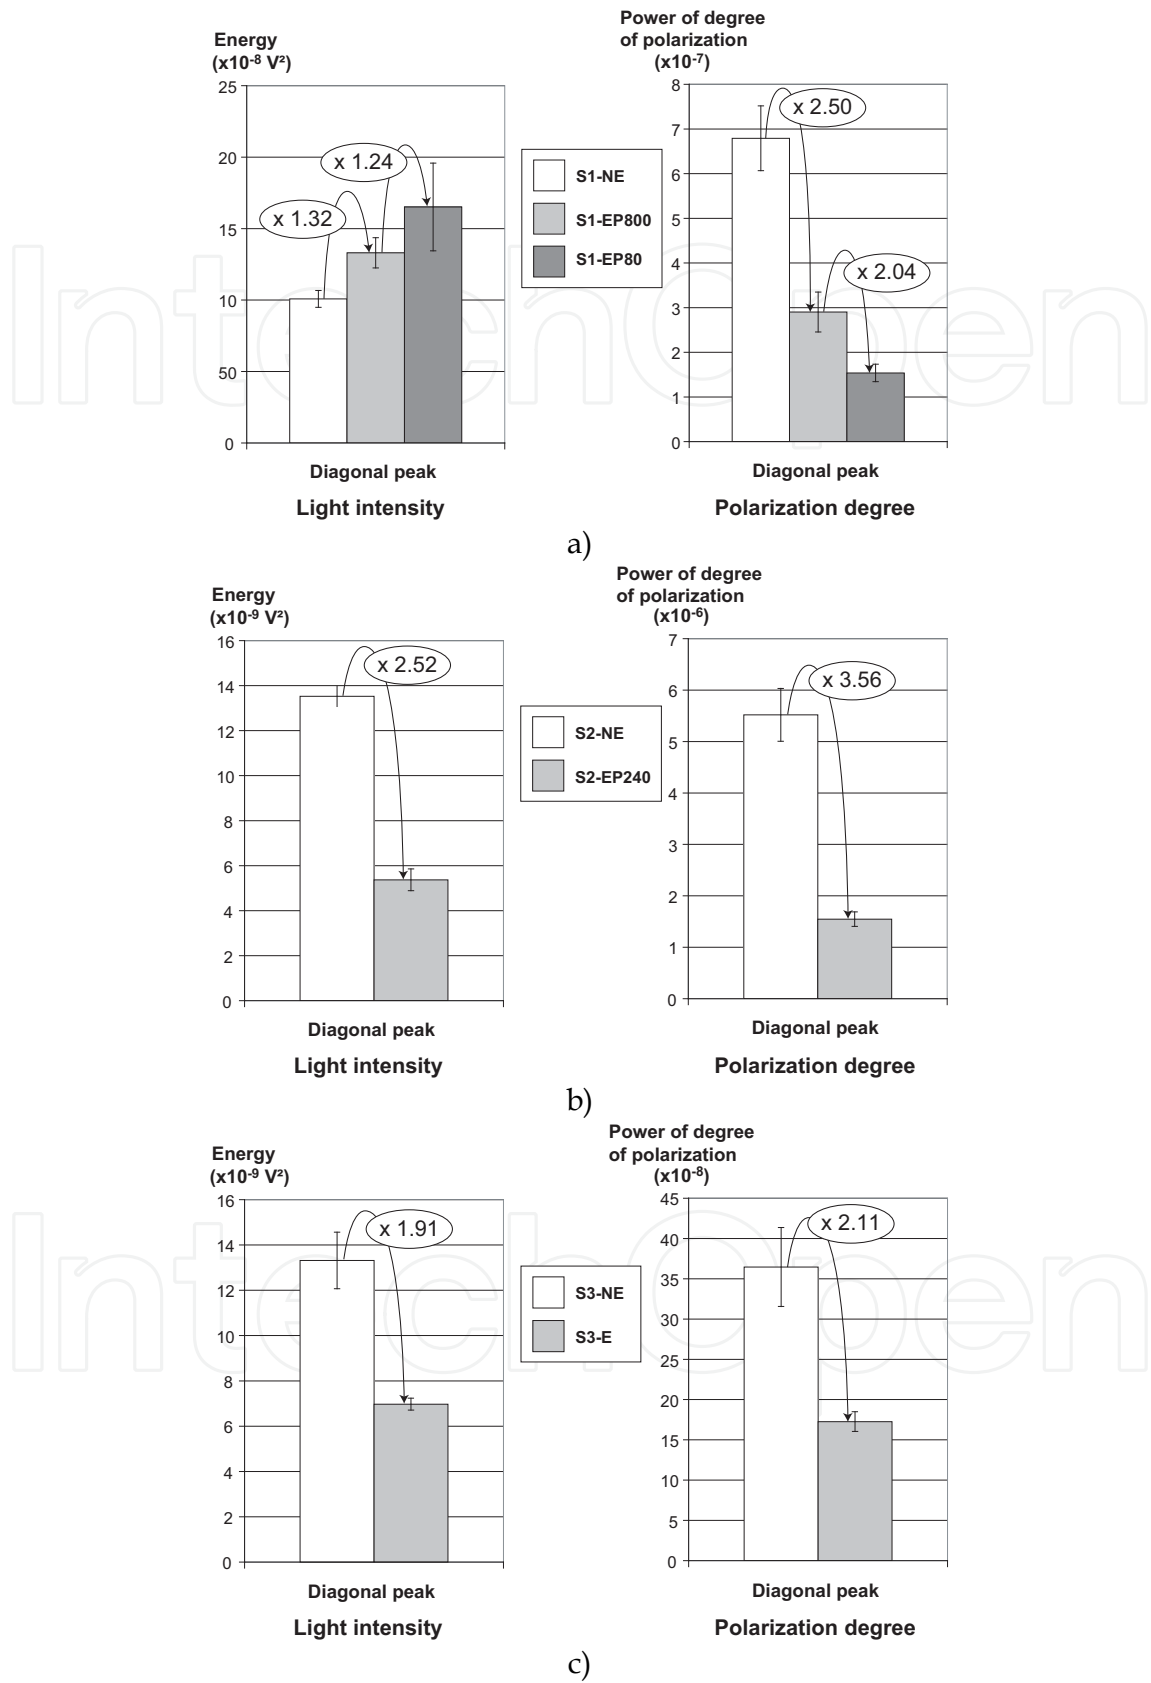 Energy
(x10-8 V²)
25
20
15
10
50
0
x 1.32
x 1.24
Diagonal peak
Light intensity
S1-NE
S1-EP800
S1-EP80
Power of degree
of polarization
(x10-7)
8
7
6
5
4
3
2
1
0
x 2.50
x 2.04
Diagonal peak
Polarization degree
a)
Energy
(x10-9 V²)
16
14
12
10
8
6
4
2
0
x 2.52
Diagonal peak
Light intensity
S2-NE
S2-EP240
Power of degree
of polarization
(x10-6)
7
6
5
4
3
2
1
0
x 3.56
Diagonal peak
Polarization degree
b)
Energy
(x10-9 V²)
16
14
12
10
8
6
4
2
0
x 1.91
Diagonal peak
Light intensity
S3-NE
S3-E
Power of degree
of polarization
(x10-8)
45
40
35
30
25
20
15
10
5
0
x 2.11
Diagonal peak
Polarization degree
c)
IntechOpen
IntechOpen